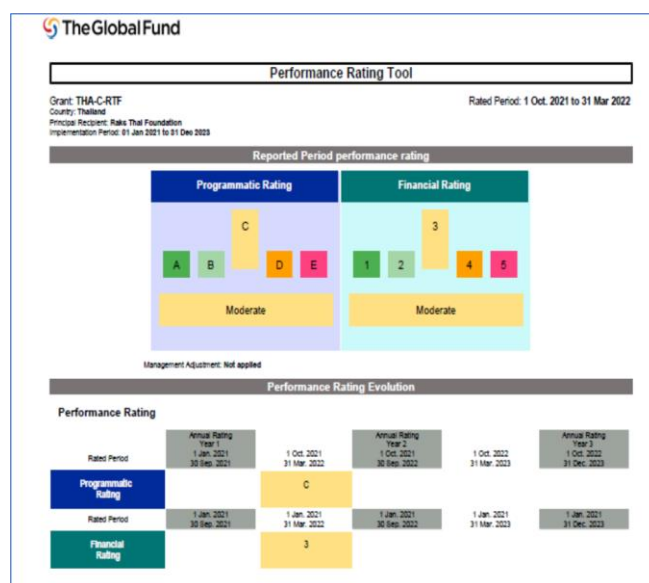 The Global Fund
Performance Rating Tool
Grant: THA-C-RTF
Rated Period: 1 Oct. 2021 to 31 Mar 2022
Country: Thailand
Principal Recipient: Raks Thai Foundation
Implementation Period: 01 Jan 2021 to 31 Dec 2023
Reported Period performance rating
Programmatic Rating Financial Rating
C 3
A B D E 1 2 4 5
Moderate Moderate
Management Adjustment: Not applied
Performance Rating Evolution
Performance Rating
Annual Rating Annual Rating Annual Rating
Year 1 Year 2 Year 3
Rated Period 1 Jan. 2021 1 Oct. 2021 1 Oct. 2021 1 Oct. 2022 1 Oct. 2022
30 Sep. 2021 31 Mar. 2022 30 Sep. 2022 31 Mar. 2023 31 Dec. 2023
Programmatic C
Rating
Rated Period 1 Jan. 2021 1 Jan. 2021 1 Jan. 2021 1 Jan. 2021 1 Jan. 2021
30 Sep. 2021 31 Mar. 2022 30 Sep. 2022 31 Mar. 2023 31 Dec. 2023
Financial 3
Rating